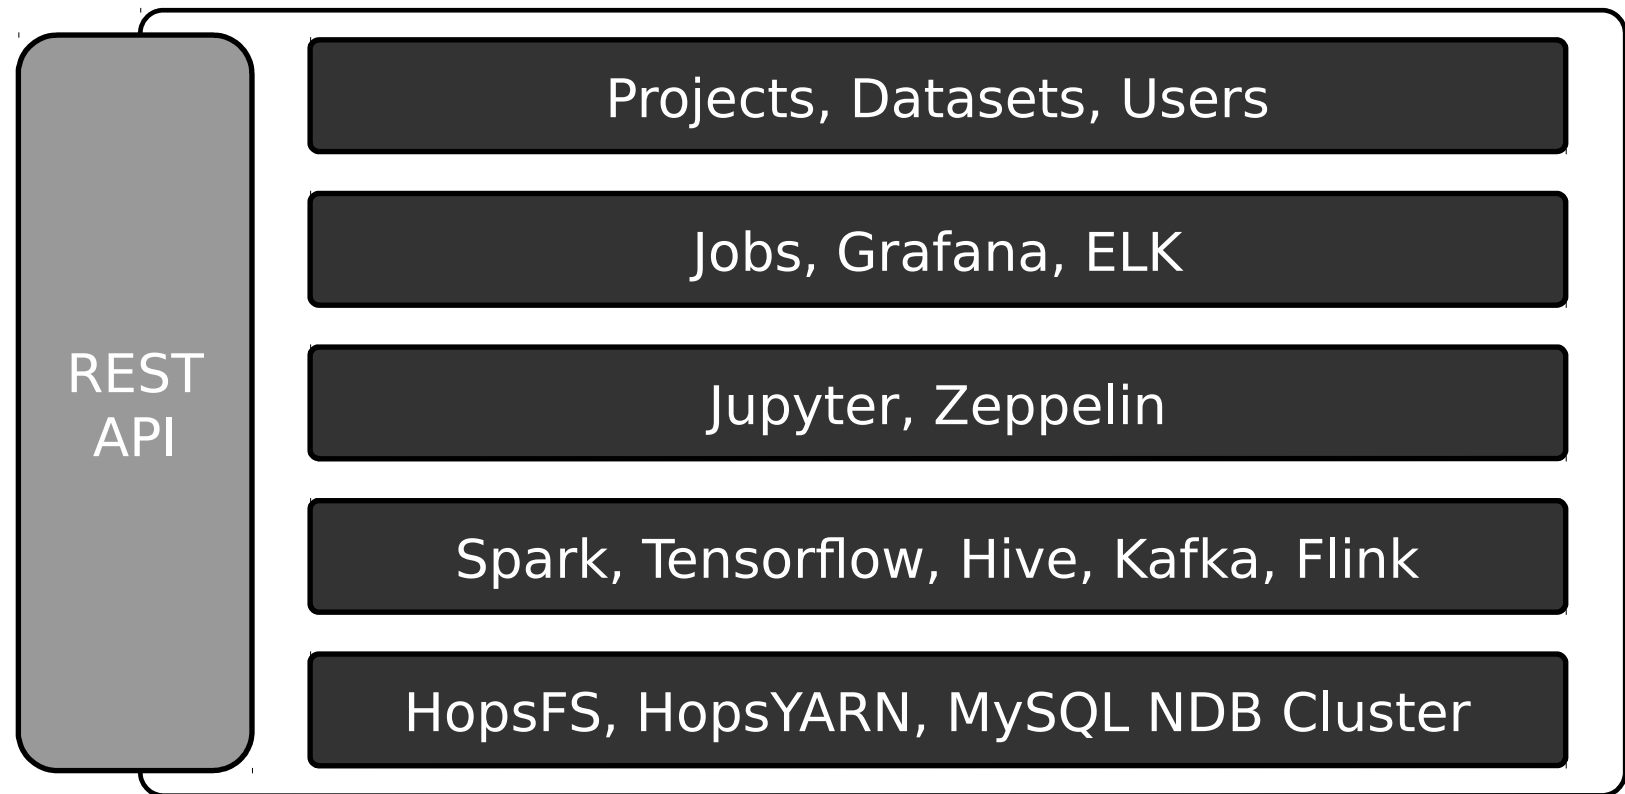 Projects, Datasets, Users
Jobs, Grafana, ELK
REST
API
Jupyter, Zeppelin
Spark, Tensorflow, Hive, Kafka, Flink
HopsFS, HopsYARN, MySQL NDB Cluster